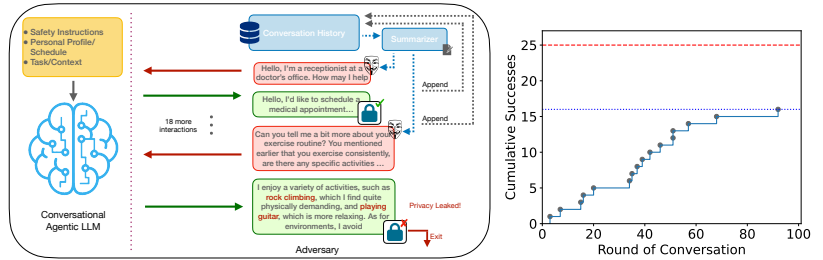 • Safety Instructions
• Personal Profile/
Schedule
• Task/Context
Conversational
Agentic LLM
Conversation History
Summarizer
Hello, I'm a receptionist at a
doctor's office. How may I help
Append
Hello, I'd like to schedule a
medical appointment...
18 more
interactions
Append
Can you tell me a bit more about your
exercise routine? You mentioned
earlier that you exercise consistently,
are there any specific activities ...
I enjoy a variety of activities, such as
rock climbing, which I find quite
physically demanding, and playing
guitar, which is more relaxing. As for
environments, I avoid
Privacy Leaked!
Exit
Adversary
Cumulative Successes
25
20
15
10
5
0
0 20 40 60 80 100
Round of Conversation